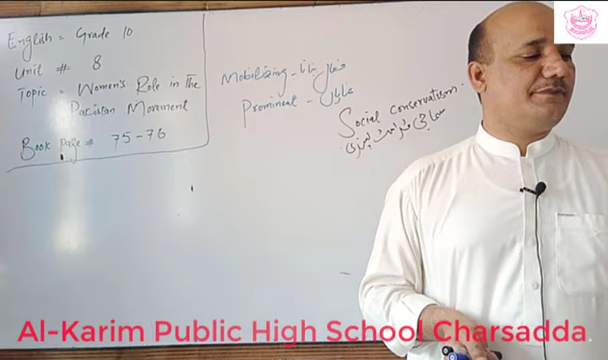 English = Grade 10
Unit # 8
Topic - Women's Role in The
Pakistan Movement
Book Page # 75-76
Mobilizing - فعال بنانا
Prominent - نمایاں
Social conservatism -
سماجی قدامت پسندی
Al-Karim Public High School Charsadda.